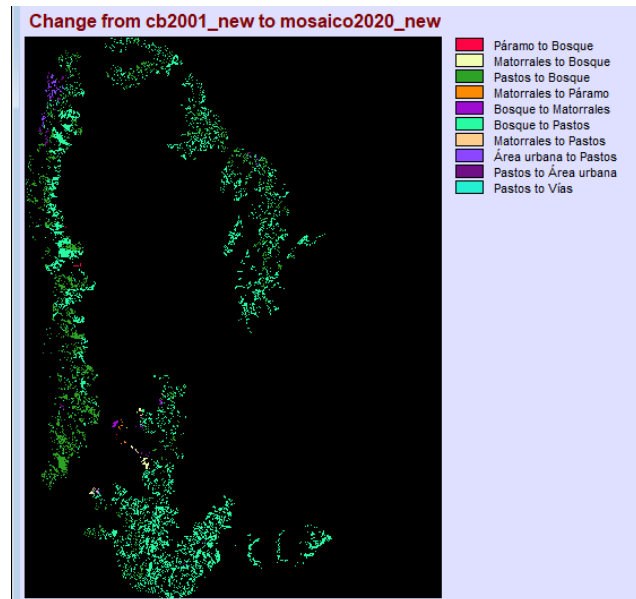 Change from cb2001_new to mosaico2020_new
Páramo to Bosque
Matorrales to Bosque
Pastos to Bosque
Matorrales to Páramo
Bosque to Matorrales
Bosque to Pastos
Matorrales to Pastos
Área urbana to Pastos
Pastos to Área urbana
Pastos to Vías